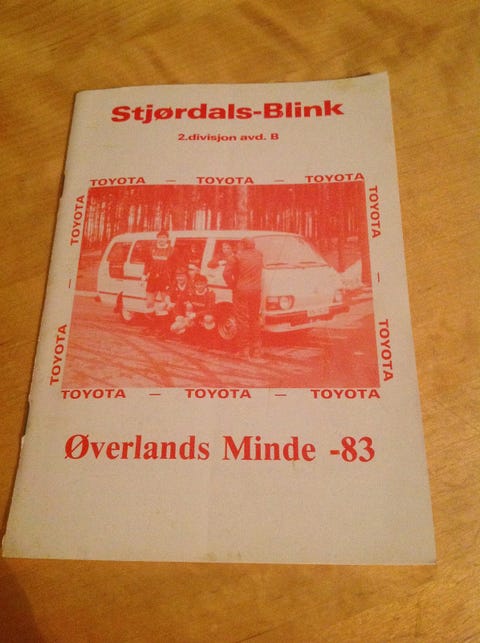 Stjørdals-Blink
2.divisjon avd. B
TOYOTA — TOYOTA — TOYOTA
TOYOTA — TOYOTA
TOYOTA — TOYOTA
TOYOTA — TOYOTA — TOYOTA
Øverlands Minde -83